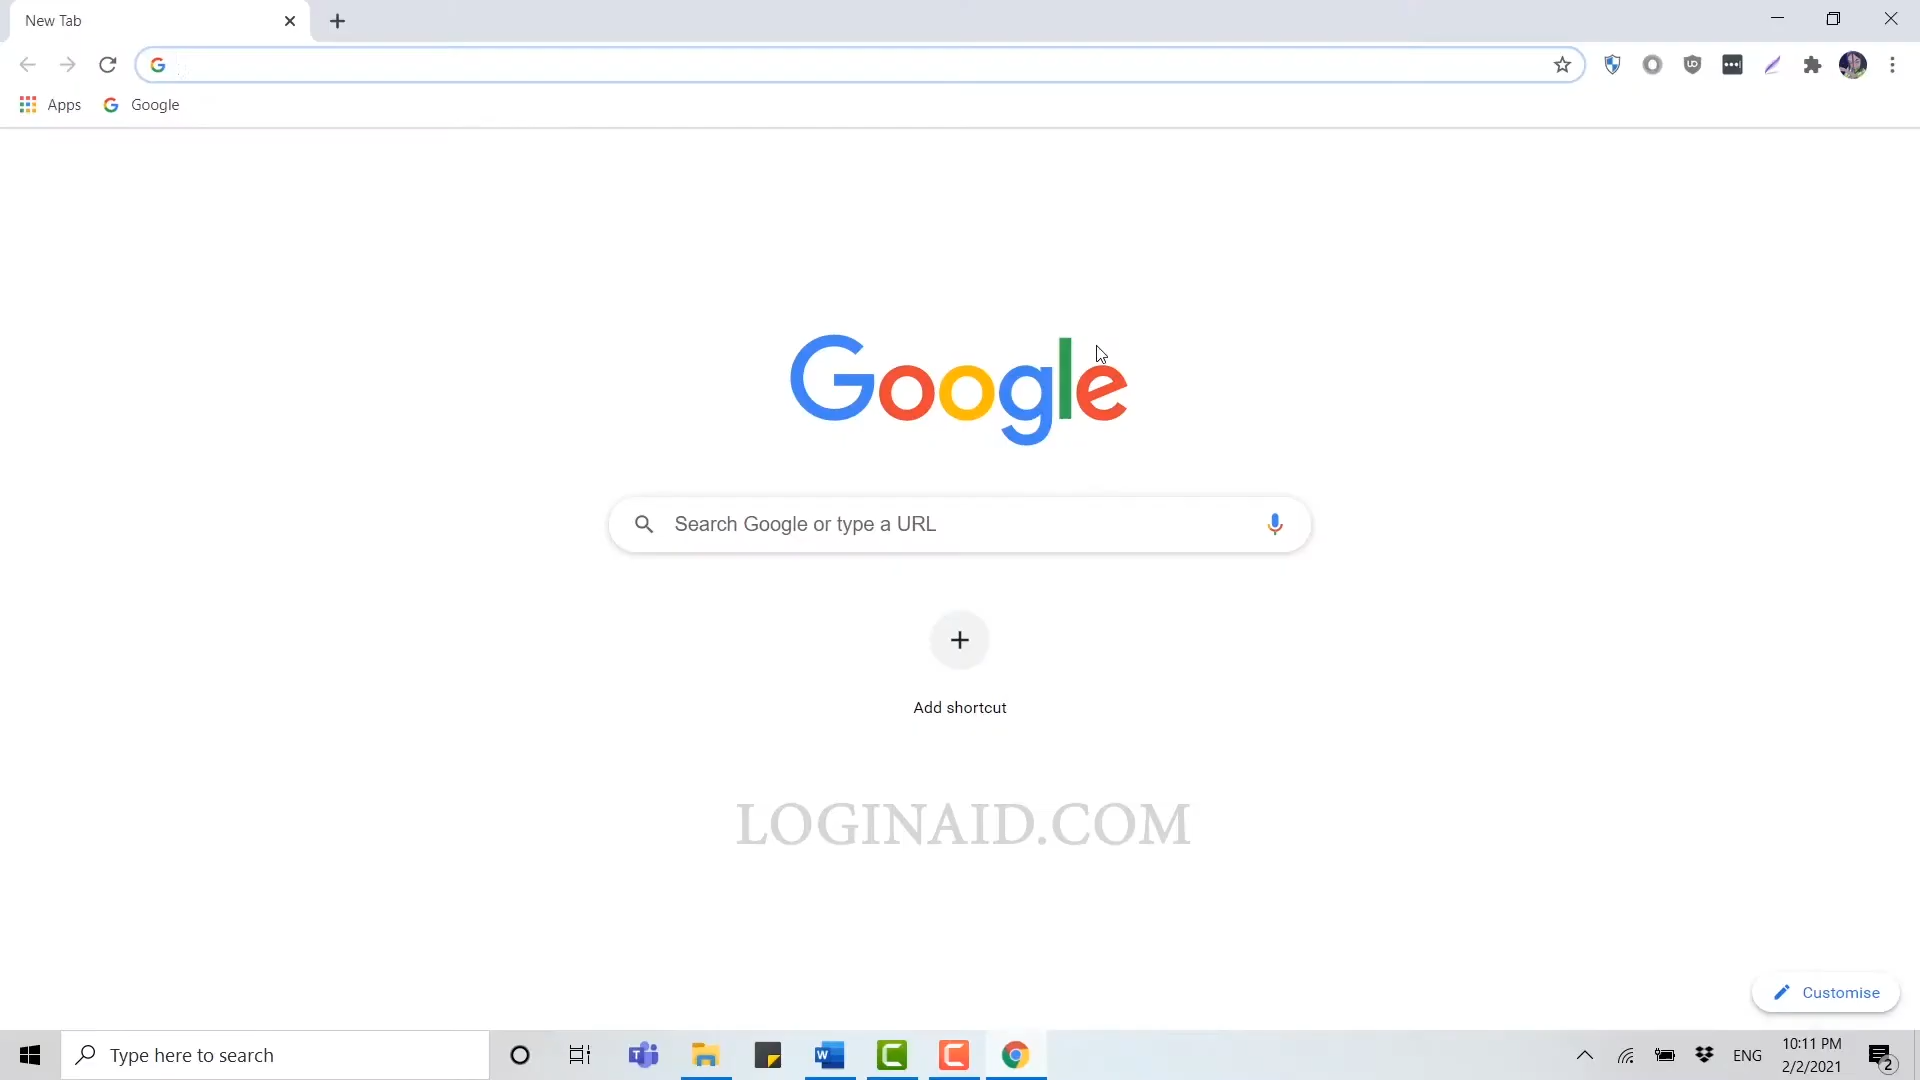 New Tab
Apps
Google
Google
Search Google or type a URL
Add shortcut
LOGINAID.COM
Customise
Type here to search
ENG
10:11 PM
2/2/2021
2